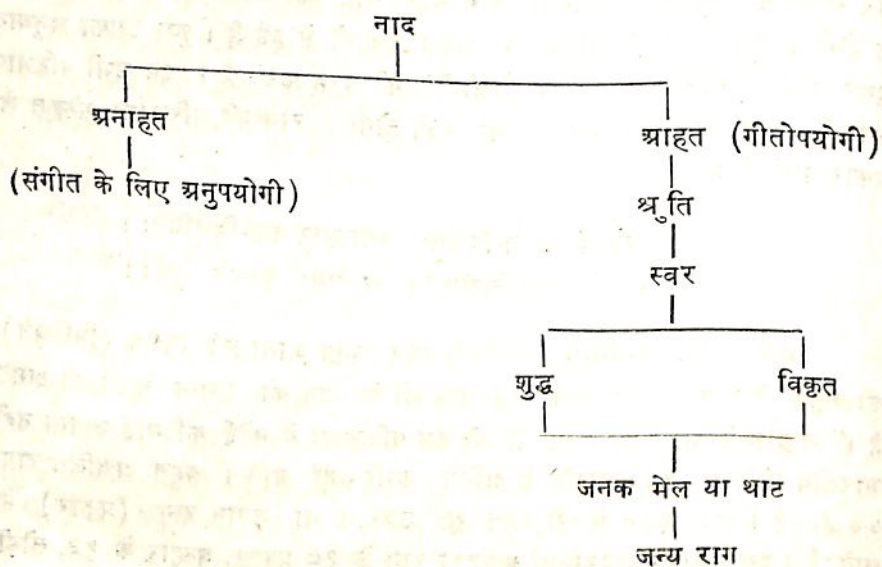 नाद
अनाहत
आहत (गीतोपयोगी)
(संगीत के लिए अनुपयोगी)
श्रुति
स्वर
शुद्ध विकृत
जनक मेल या थाट
जन्य राग